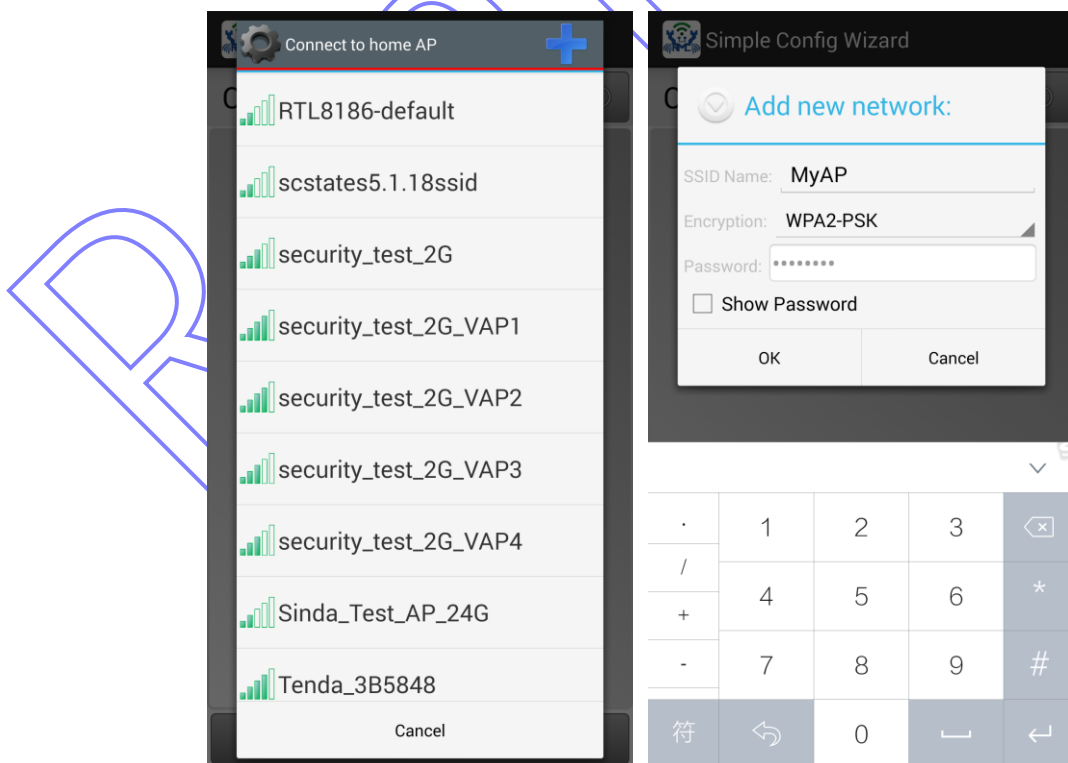 Connect to home AP
RTL8186-default
scstates5.1.18ssid
security_test_2G
security_test_2G_VAP1
security_test_2G_VAP2
security_test_2G_VAP3
security_test_2G_VAP4
Sinda_Test_AP_24G
Tenda_3B5848
Cancel
Simple Config Wizard
Add new network:
SSID Name: MyAP
Encryption: WPA2-PSK
Password: ••••••••
Show Password
OK Cancel
. 1 2 3
/
4 5 6 *
+
- 7 8 9 #
符 0